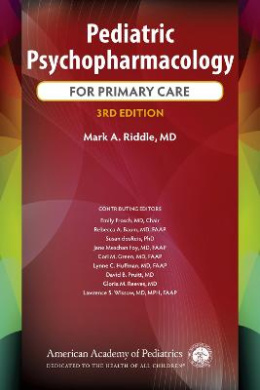 Pediatric
Psychopharmacology
FOR PRIMARY CARE
3RD EDITION
Mark A. Riddle, MD
CONTRIBUTING EDITORS
Emily Frosch, MD, Chair
Rebecca A. Baum, MD, FAAP
Susan dosReis, PhD
Jane Meschan Foy, MD, FAAP
Cori M. Green, MD, FAAP
Lynne C. Huffman, MD, FAAP
David B. Pruitt, MD
Gloria M. Reeves, MD
Lawrence S. Wissow, MD, MPH, FAAP
American Academy of Pediatrics
DEDICATED TO THE HEALTH OF ALL CHILDREN®